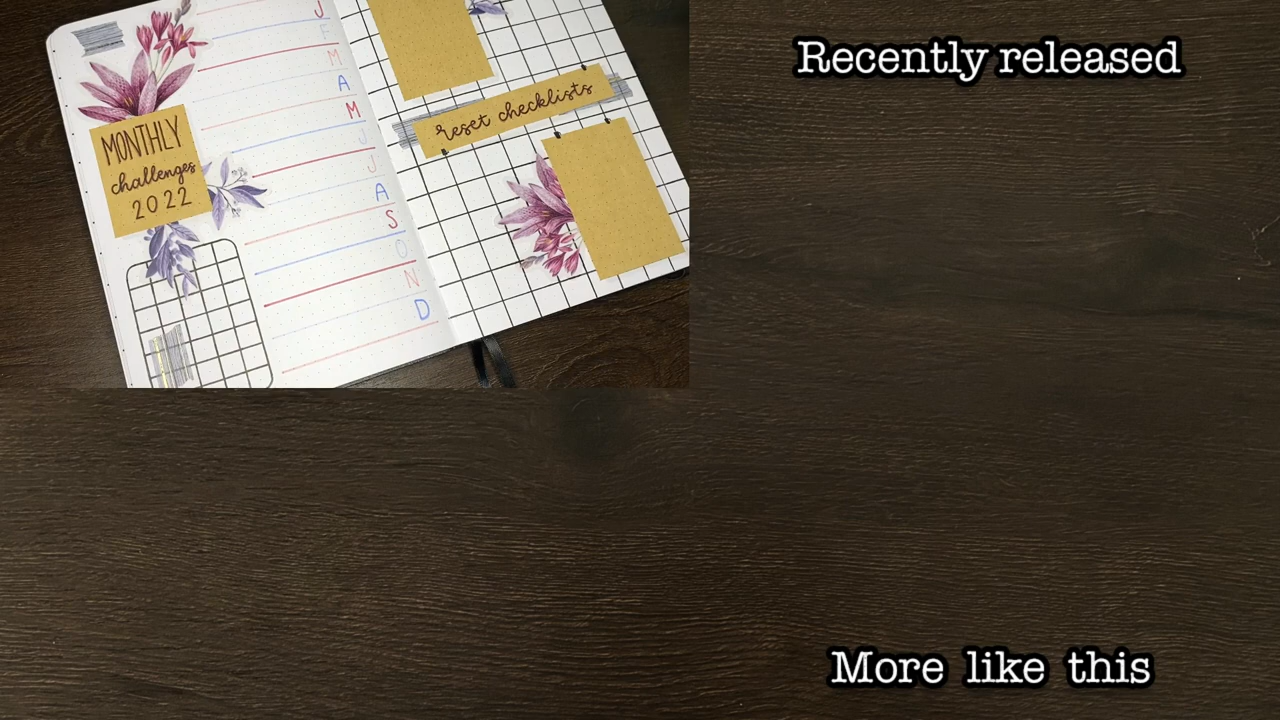 MONTHLY
challenges
2022
J
F
M
A
M
J
J
A
S
O
N
D
reset checklists
Recently released
More like this